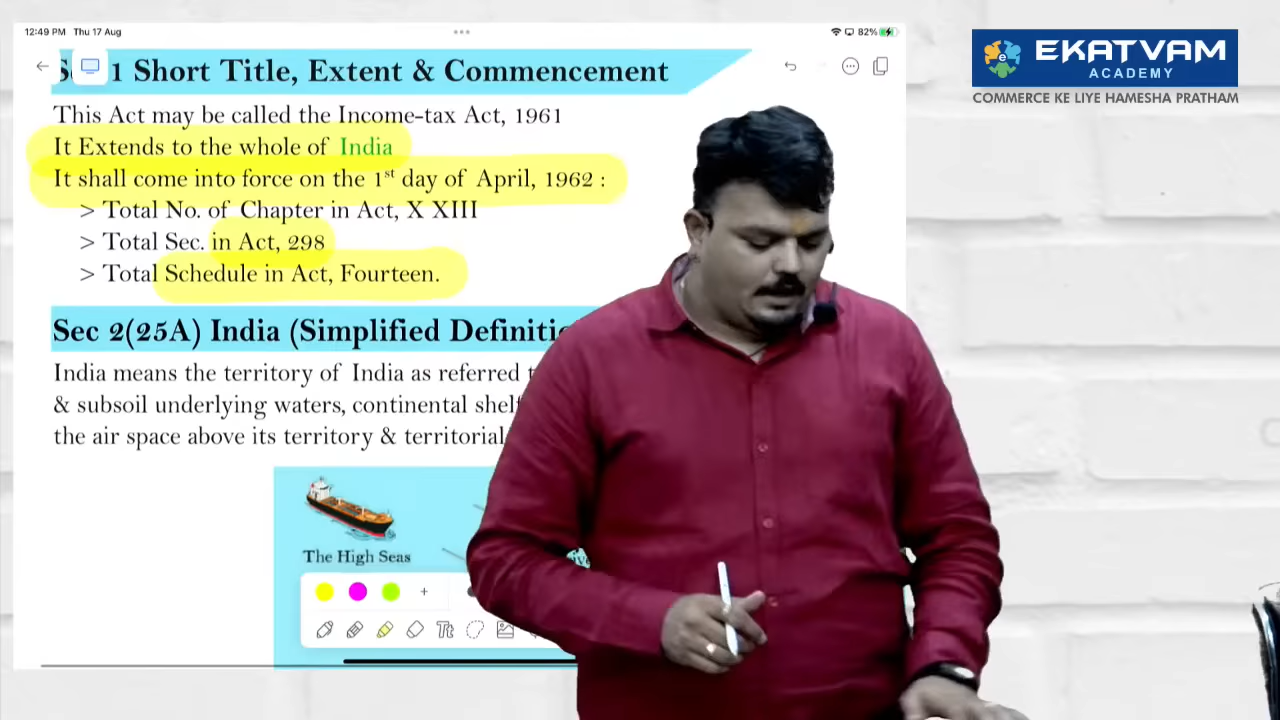 12:49 PM Thu 17 Aug
82%
1 Short Title, Extent & Commencement
This Act may be called the Income-tax Act, 1961
It Extends to the whole of India
It shall come into force on the 1st day of April, 1962 :
> Total No. of Chapter in Act, X XIII
> Total Sec. in Act, 298
> Total Schedule in Act, Fourteen.
Sec 2(25A) India (Simplified
India means the territory of India as referred
& subsoil underlying waters, continental
the air space above its territory & territorial
The High Seas
Tt
EKATVAM
ACADEMY
COMMERCE KE LIYE HAMESHA PRATHAM